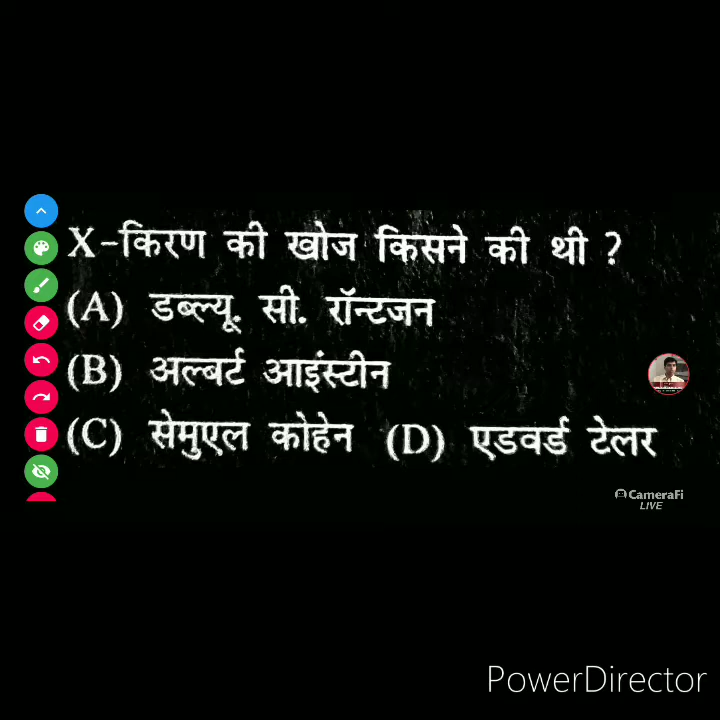 X-किरण की खोज किसने की थी ?
(A) डब्ल्यू. सी. रॉन्टजन
(B) अल्बर्ट आइंस्टीन
(C) सेमुएल कोहेन (D) एडवर्ड टेलर
CameraFi
LIVE
PowerDirector